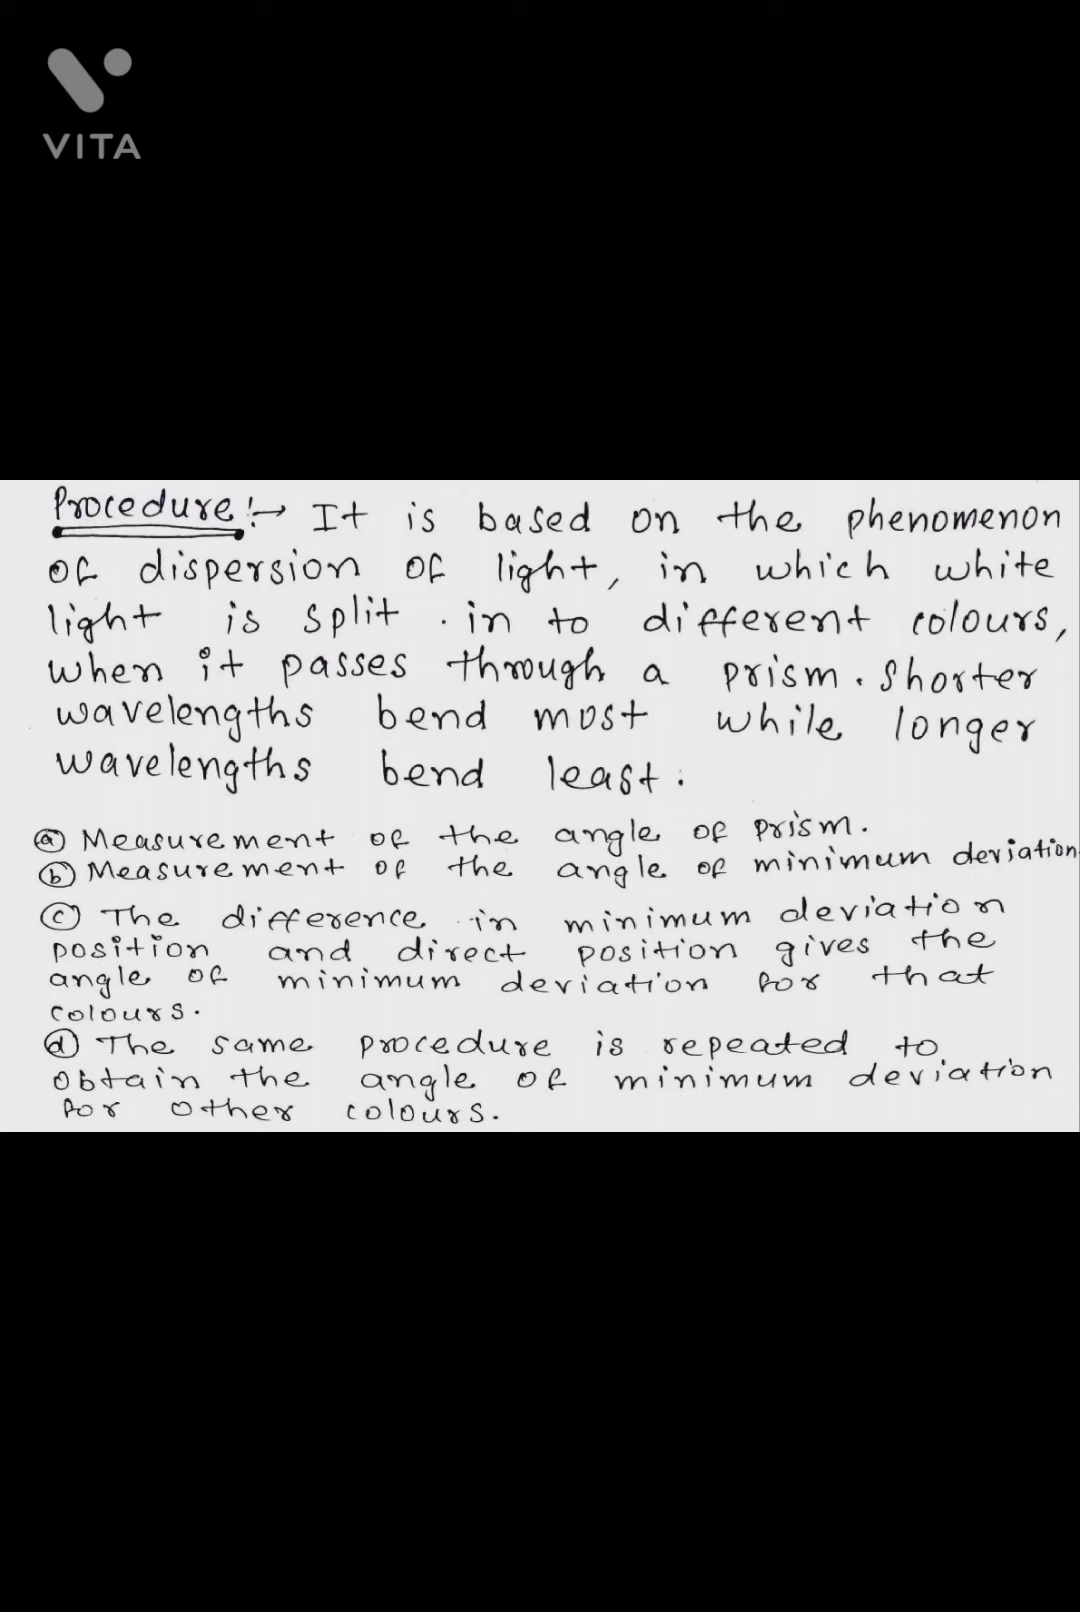 VITA
Procedure:→ It is based on the phenomenon
of dispersion of light, in which white
light is split in to different colours,
when it passes through a prism. Shorter
wavelengths bend most while longer
wavelengths bend least.
(a) Measurement of the angle of prism.
(b) Measurement of the angle of minimum deviation
(c) The difference in minimum deviation
position and direct position gives the
angle of minimum deviation for that
colours.
(d) The same procedure is repeated to
obtain the angle of minimum deviation
for other colours.